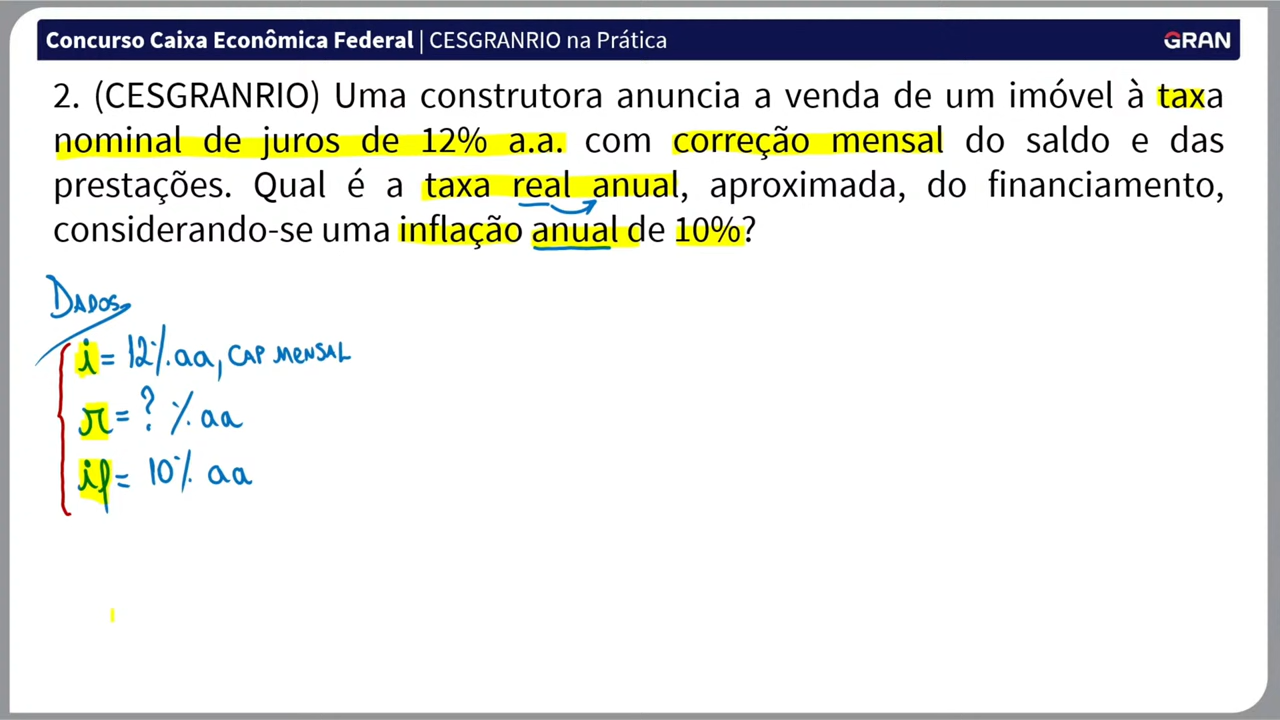 Concurso Caixa Econômica Federal | CESGRANRIO na Prática
GRAN
2. (CESGRANRIO) Uma construtora anuncia a venda de um imóvel à taxa
nominal de juros de 12% a.a. com correção mensal do saldo e das
prestações. Qual é a taxa real anual, aproximada, do financiamento,
considerando-se uma inflação anual de 10%?
DADOS
i = 12% aa, CAP MENSAL
r = ? % aa
if = 10% aa